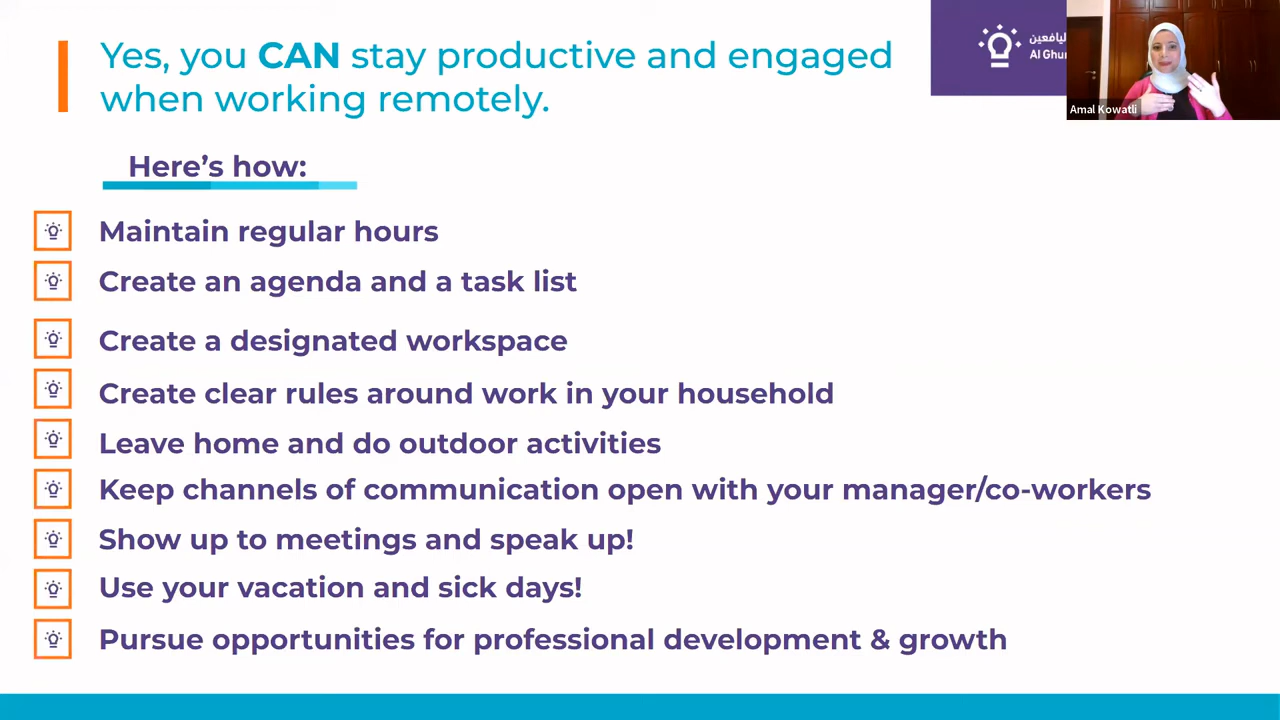 Yes, you CAN stay productive and engaged
when working remotely.
اليافعين
Al Ghur
Amal Kowatli
Here’s how:
Maintain regular hours
Create an agenda and a task list
Create a designated workspace
Create clear rules around work in your household
Leave home and do outdoor activities
Keep channels of communication open with your manager/co-workers
Show up to meetings and speak up!
Use your vacation and sick days!
Pursue opportunities for professional development & growth